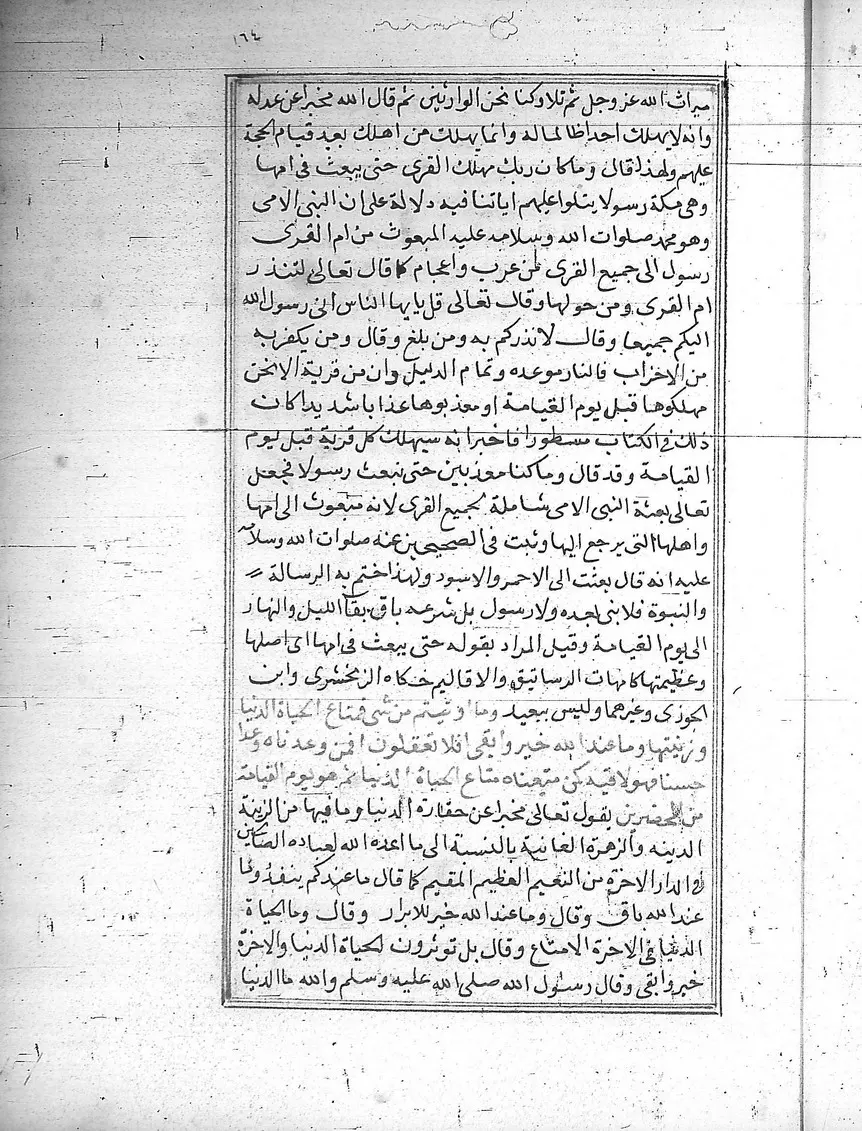 ١٦٤
ميراث الله عز وجل ثم تلا وكنا نحن الوارثين ثم قال الله مخبرا عن عدله
وانه لا يهلك احدا ظالما له وانما يهلك من اهلك بعد قيام الحجة
عليهم ولهذا قال وما كان ربك مهلك القرى حتى يبعث في امها
وهي مكة رسولا يتلوا عليهم اياتنا فيه دلالة على ان النبي الامي
وهو محمد صلوات الله وسلامه عليه المبعوث من ام القرى
رسول الى جميع القرى من عرب واعجام كما قال تعالى لتنذر
ام القرى ومن حولها وقال تعالى قل يايها الناس اني رسول الله
اليكم جميعا وقال لانذركم به ومن بلغ وقال ومن يكفر به
من الاحزاب فالنار موعده وتمام الدليل وان من قرية الا نحن
مهلكوها قبل يوم القيامة او معذبوها عذابا شديدا كان
ذلك في الكتاب مسطورا فاخبر انه سيهلك كل قرية قبل يوم
القيامة وقد قال وما كنا معذبين حتى نبعث رسولا فجعل
تعالى بعثة النبي الامي شاملة لجميع القرى لانه مبعوث الى امها
واهلها التي يرجع اليها وثبت في الصحيحين عنه صلوات الله وسلامه
عليه انه قال بعثت الى الاحمر والاسود ولهذا ختم به الرسالة
والنبوة فلا نبي بعده ولا رسول بل شرعه باق بقاء الليل والنهار
الى يوم القيامة وقيل المراد بقوله حتى يبعث في امها اى اصلها
وعظيمتها كامهات الرساتيق والاقاليم حكاه الزمخشرى وابن
الجوزى وغيرهما وليس ببعيد وما اوتيتم من شي فمتاع الحياة الدنيا
وزينتها وما عند الله خير وابقى افلا تعقلون افمن وعدناه وعدا
حسنا فهو لاقيه كمن متعناه متاع الحياة الدنيا ثم هو يوم القيامة
من المحضرين يقول تعالى مخبرا عن حقارة الدنيا وما فيها من الزينة
الدنيه والزهرة الفانية بالنسبة الى ما اعده الله لعباده الصالحين
في الدار الاخرة من النعيم العظيم المقيم كما قال ما عندكم ينفد وما
عند الله باق وقال وما عند الله خير للابرار وقال وما الحياة
الدنيا في الاخرة الا متاع وقال بل توثرون الحياة الدنيا والاخرة
خير وابقى وقال رسول الله صلى الله عليه وسلم والله ما الدنيا